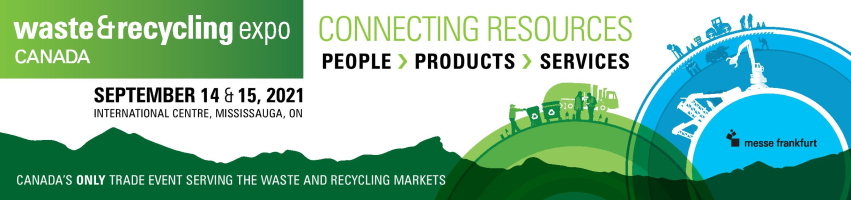 waste&recycling expo
CANADA
CONNECTING RESOURCES
PEOPLE › PRODUCTS › SERVICES
SEPTEMBER 14 & 15, 2021
INTERNATIONAL CENTRE, MISSISSAUGA, ON
messe frankfurt
CANADA'S ONLY TRADE EVENT SERVING THE WASTE AND RECYCLING MARKETS